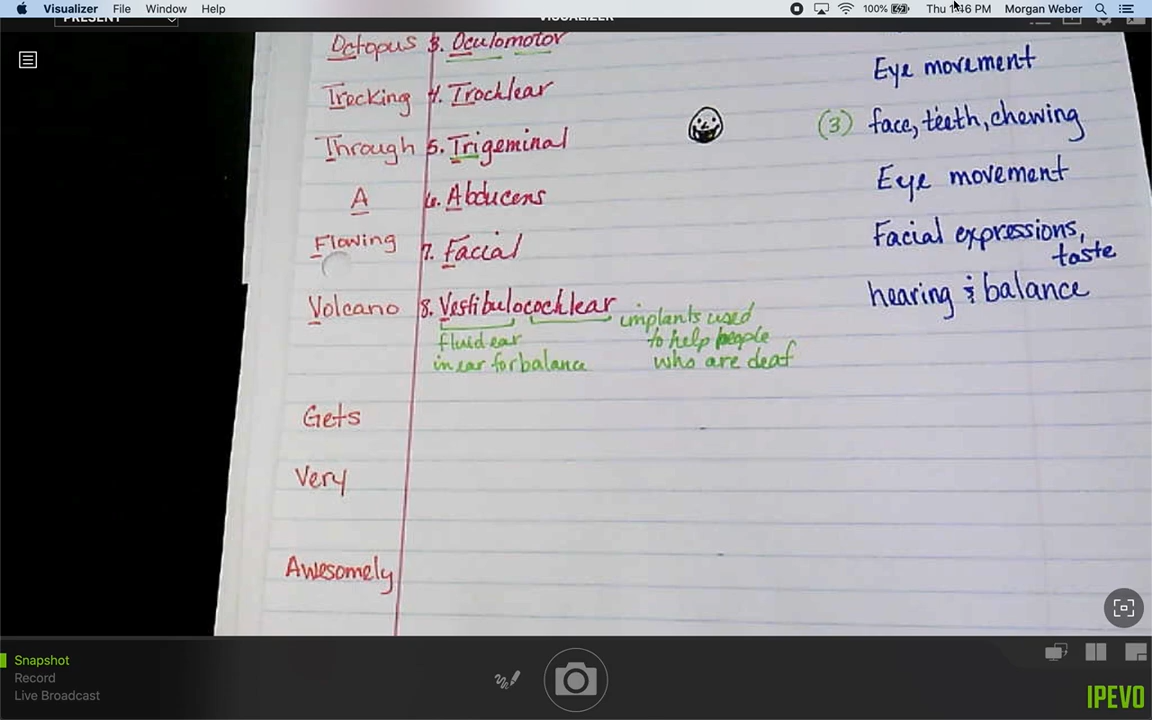 Visualizer File Window Help 100% Thu 1:46 PM Morgan Weber
PRESENT VISUALIZER
Octopus 3. Oculomotor
Eye movement
Trecking 4. Trochlear
(3) face, teeth, chewing
Through 5. Trigeminal
Eye movement
A 6. Abducens
Facial expressions,
Flowing 7. Facial
taste
hearing & balance
Volcano 8. Vestibulocochlear implants used
fluid ear to help people
in ear for balance who are deaf
Gets
Very
Awesomely
Snapshot
Record
Live Broadcast
IPEVO